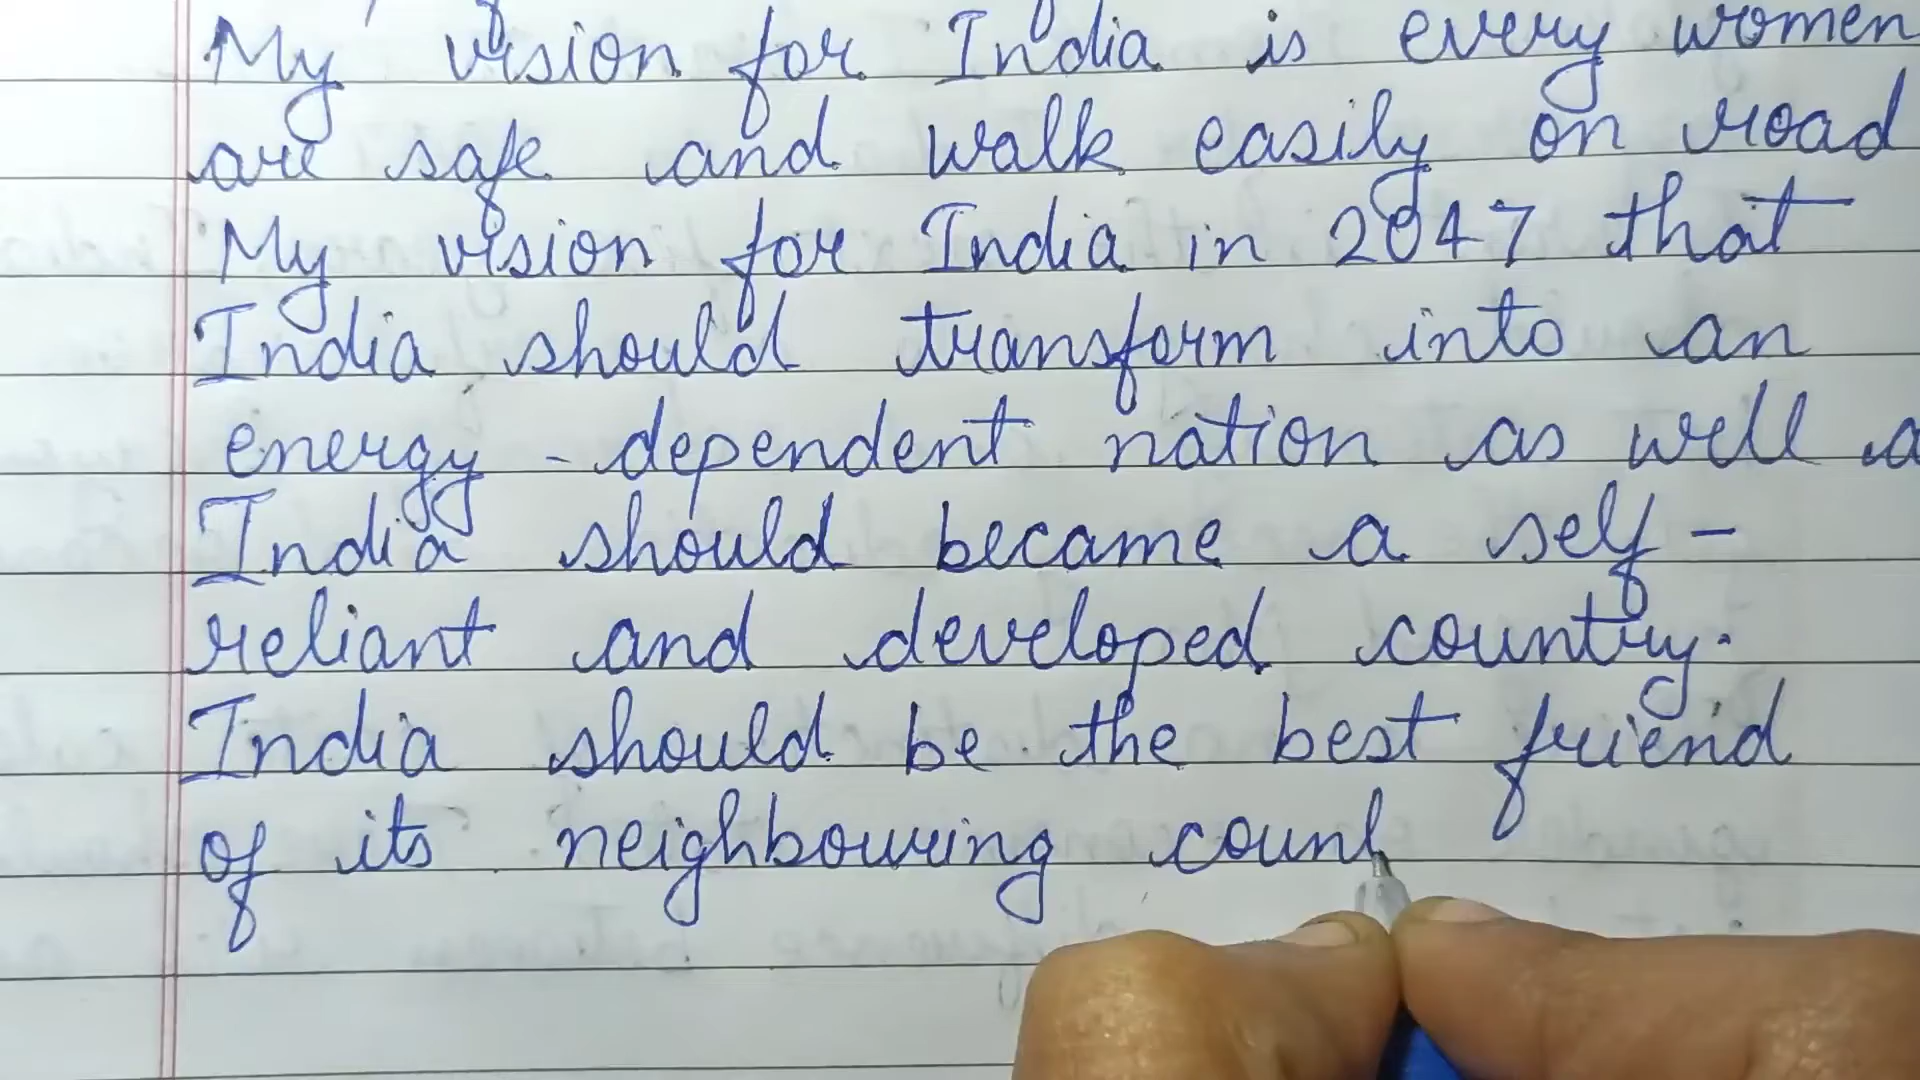 My vision for India is every women
are safe and walk easily on road
My vision for India in 2047 that
India should transform into an
energy - dependent nation as well a
India should became a self -
reliant and developed country.
India should be the best friend
of its neighbouring count